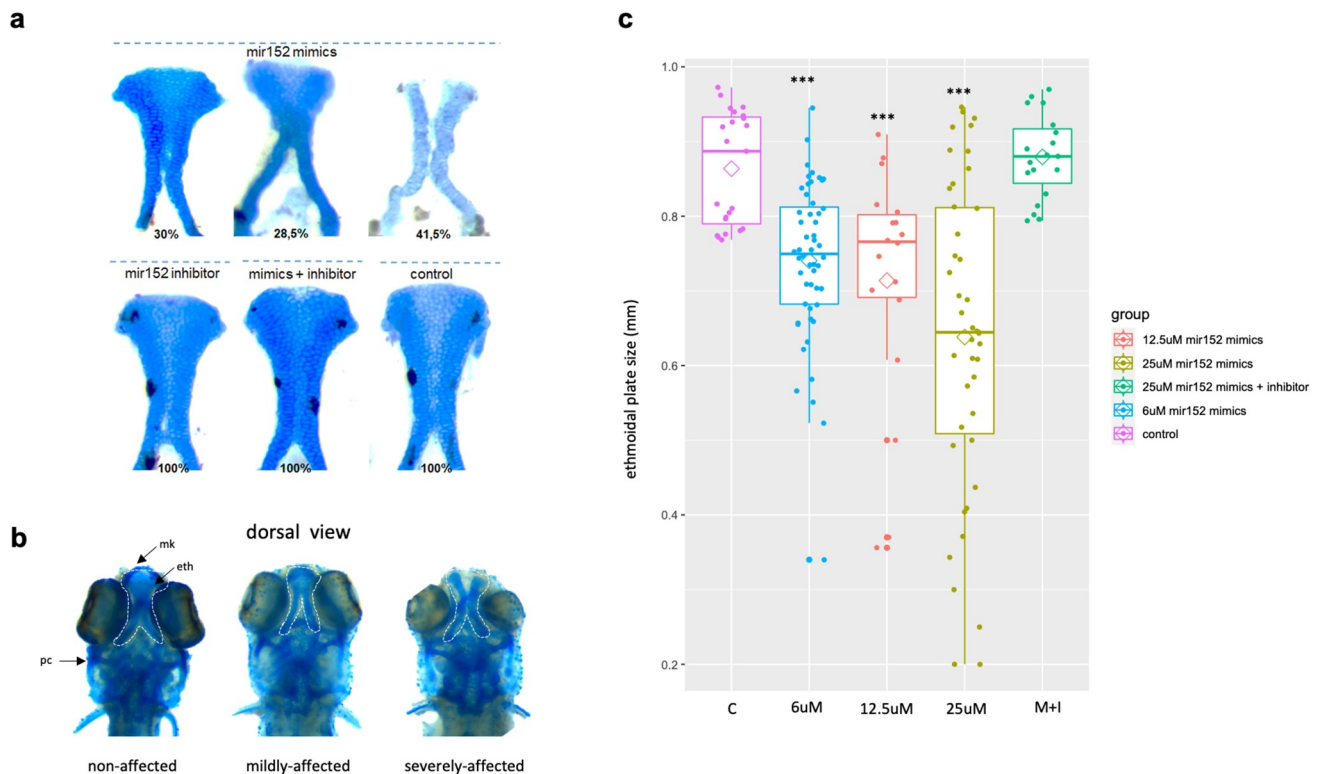 a
mir152 mimics
30%
28,5%
41,5%
mir152 inhibitor
mimics + inhibitor
control
100%
100%
100%
b
dorsal view
mk
eth
pc
non-affected
mildly-affected
severely-affected
c
ethmoidal plate size (mm)
1.0
0.8
0.6
0.4
0.2
***
***
***
C
6uM
12.5uM
25uM
M+I
group
12.5uM mir152 mimics
25uM mir152 mimics
25uM mir152 mimics + inhibitor
6uM mir152 mimics
control